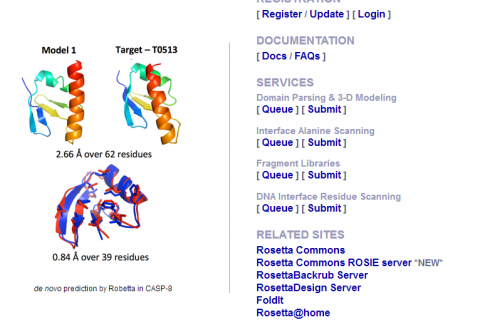 Model 1
Target – T0513
2.66 Å over 62 residues
0.84 Å over 39 residues
de novo prediction by Robetta in CASP-8
REGISTRATION
[ Register / Update ] [ Login ]
DOCUMENTATION
[ Docs / FAQs ]
SERVICES
Domain Parsing & 3-D Modeling
[ Queue ] [ Submit ]
Interface Alanine Scanning
[ Queue ] [ Submit ]
Fragment Libraries
[ Queue ] [ Submit ]
DNA Interface Residue Scanning
[ Queue ] [ Submit ]
RELATED SITES
Rosetta Commons
Rosetta Commons ROSIE server *NEW*
RosettaBackrub Server
RosettaDesign Server
FoldIt
Rosetta@home